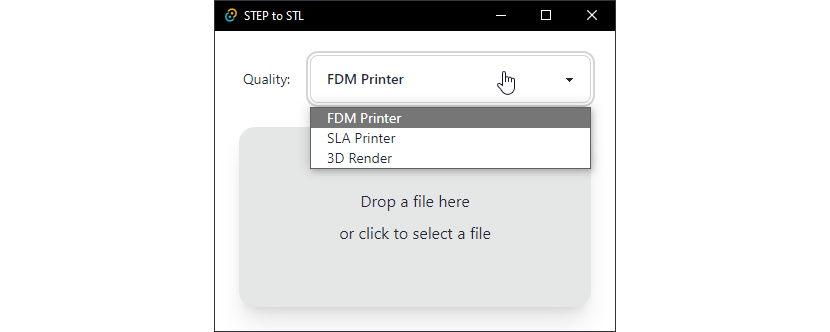 STEP to STL
Quality:
FDM Printer
FDM Printer
SLA Printer
3D Render
Drop a file here
or click to select a file